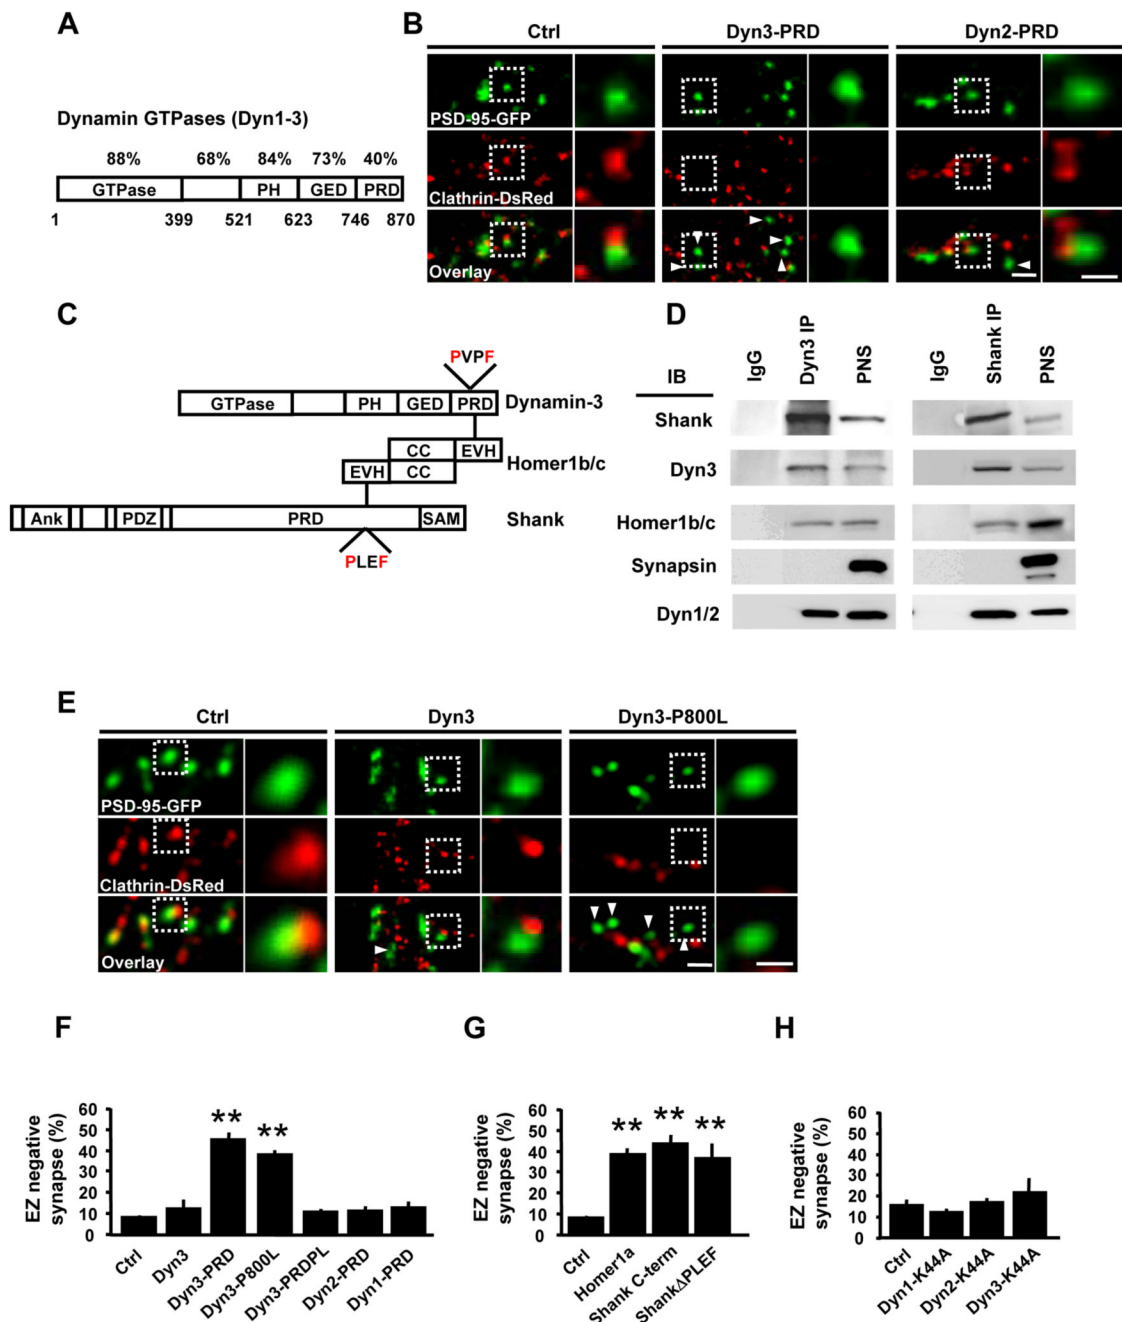 A
Dynamin GTPases (Dyn1-3)
88% 68% 84% 73% 40%
GTPase PH GED PRD
1 399 521 623 746 870
B
Ctrl Dyn3-PRD Dyn2-PRD
PSD-95-GFP
Clathrin-DsRed
Overlay
C
PVPF
GTPase PH GED PRD Dynamin-3
CC EVH
EVH CC Homer1b/c
Ank PDZ PRD SAM Shank
PLEF
D
IB IgG Dyn3 IP PNS IgG Shank IP PNS
Shank
Dyn3
Homer1b/c
Synapsin
Dyn1/2
E
Ctrl Dyn3 Dyn3-P800L
PSD-95-GFP
Clathrin-DsRed
Overlay
F
EZ negative
synapse (%)
60
50
40
30
20
10
0
** **
Ctrl Dyn3 Dyn3-PRD Dyn3-P800L Dyn3-PRDPL Dyn2-PRD Dyn1-PRD
G
EZ negative
synapse (%)
60
50
40
30
20
10
0
** ** **
Ctrl Homer1a Shank C-term Shank∆PLEF
H
EZ negative
synapse (%)
60
50
40
30
20
10
0
Ctrl Dyn1-K44A Dyn2-K44A Dyn3-K44A